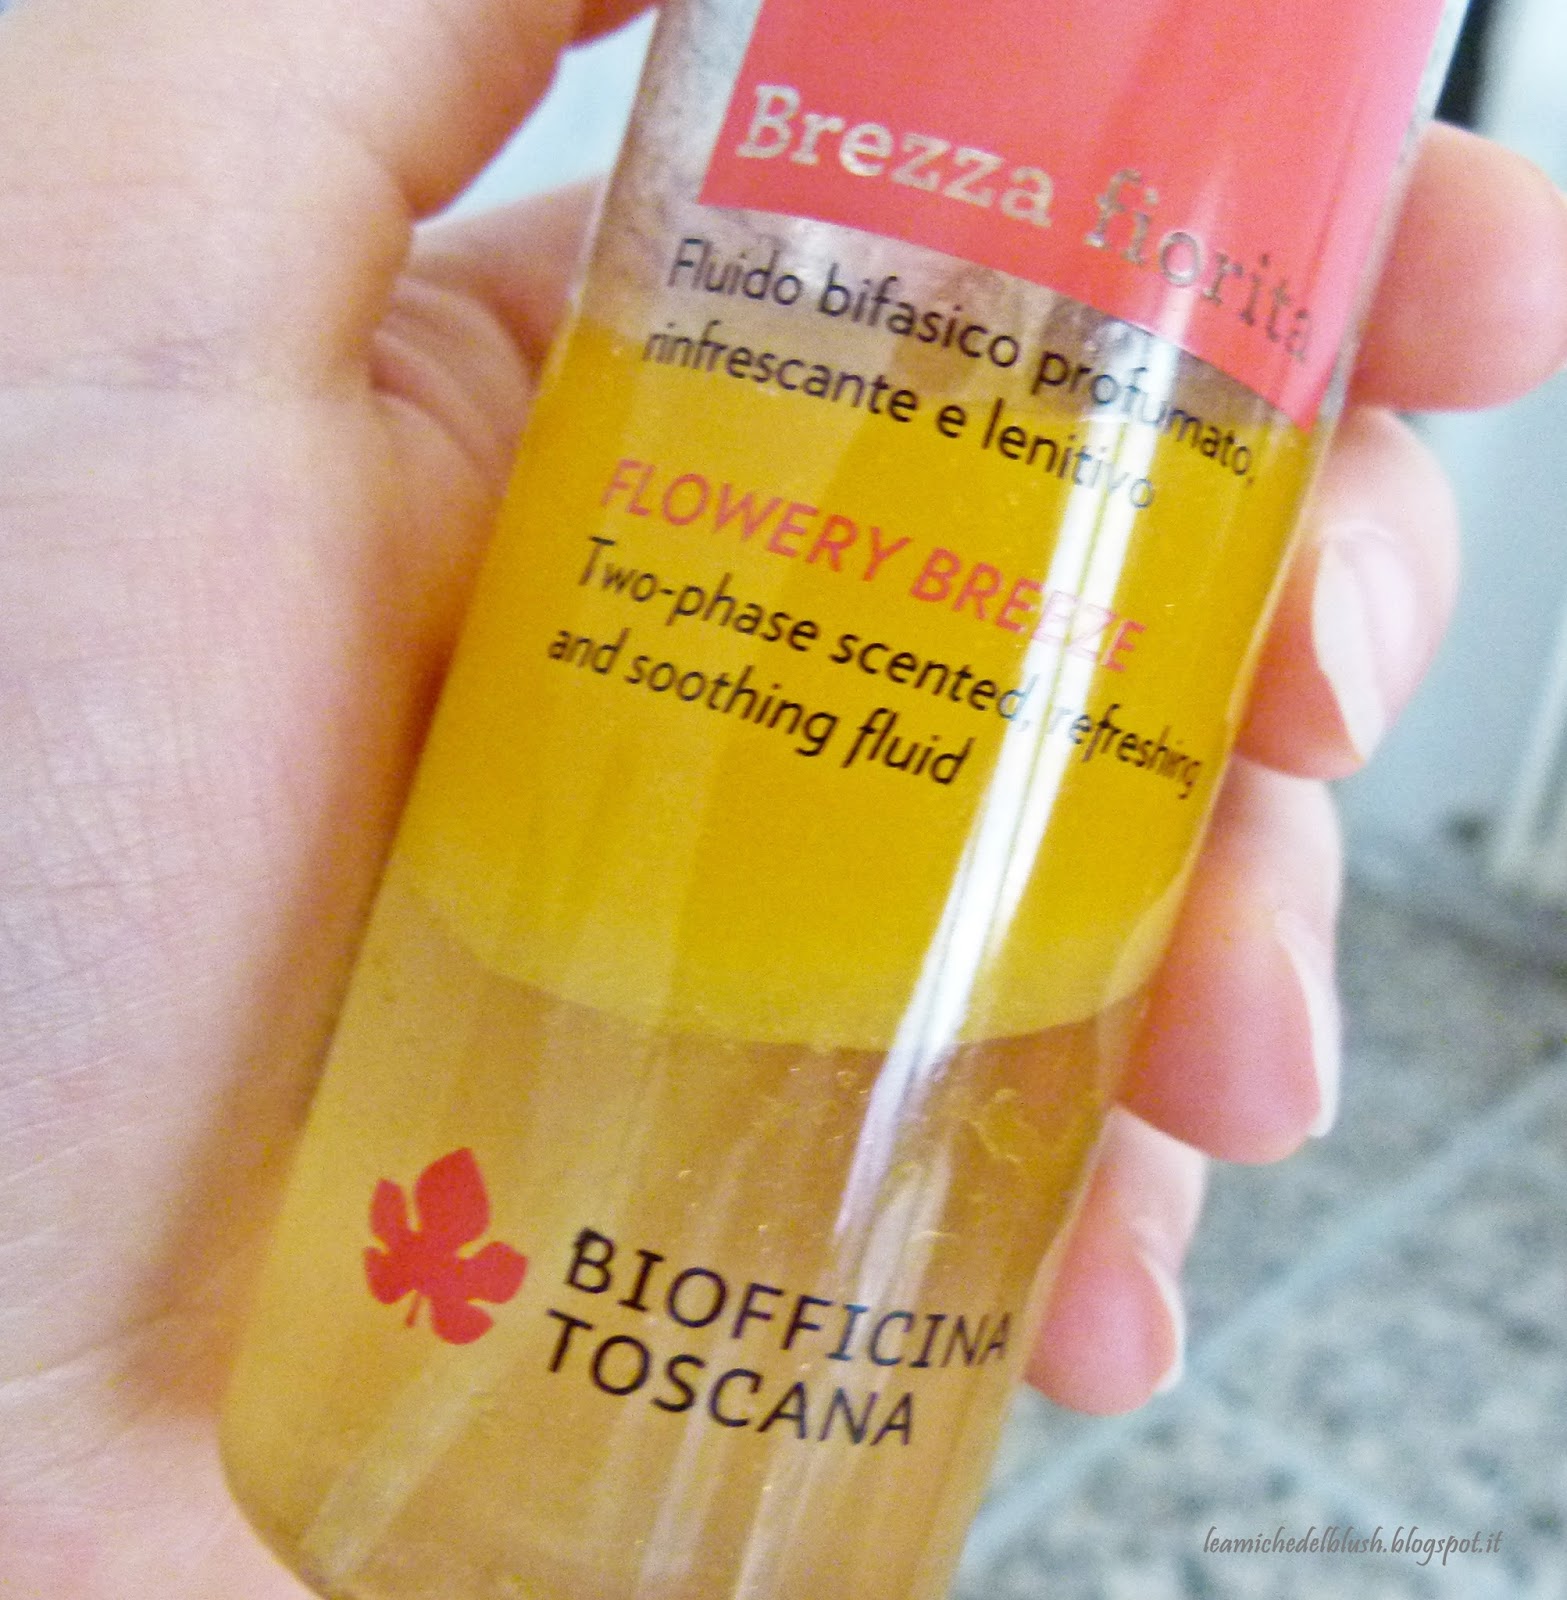 Brezza fiorita
Fluido bifasico profumato,
rinfrescante e lenitivo
FLOWERY BREEZE
Two-phase scented, refreshing
and soothing fluid
BIOFFICINA
TOSCANA
leamichedelblush.blogspot.it